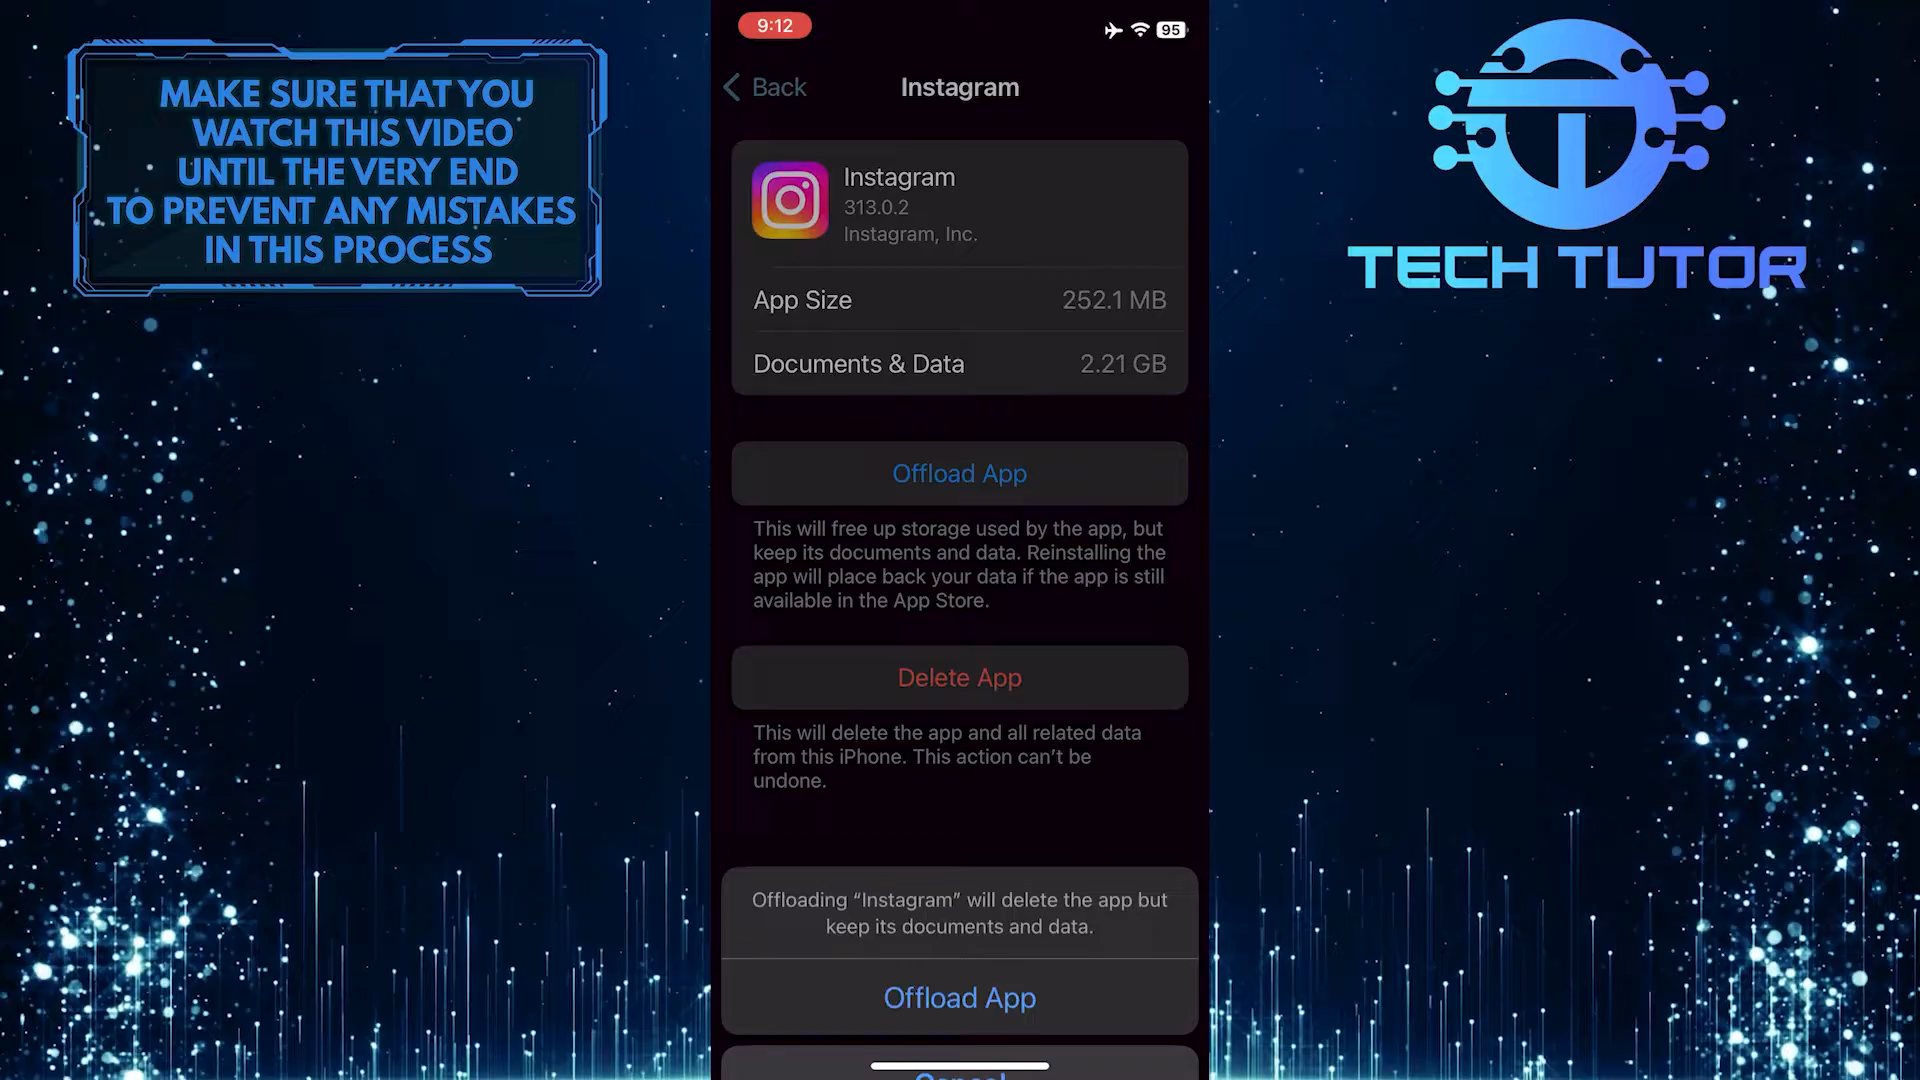 MAKE SURE THAT YOU
WATCH THIS VIDEO
UNTIL THE VERY END
TO PREVENT ANY MISTAKES
IN THIS PROCESS
9:12
95
Back
Instagram
Instagram
313.0.2
Instagram, Inc.
App Size
252.1 MB
Documents & Data
2.21 GB
Offload App
This will free up storage used by the app, but
keep its documents and data. Reinstalling the
app will place back your data if the app is still
available in the App Store.
Delete App
This will delete the app and all related data
from this iPhone. This action can’t be
undone.
Offloading “Instagram” will delete the app but
keep its documents and data.
Offload App
Cancel
TECH TUTOR